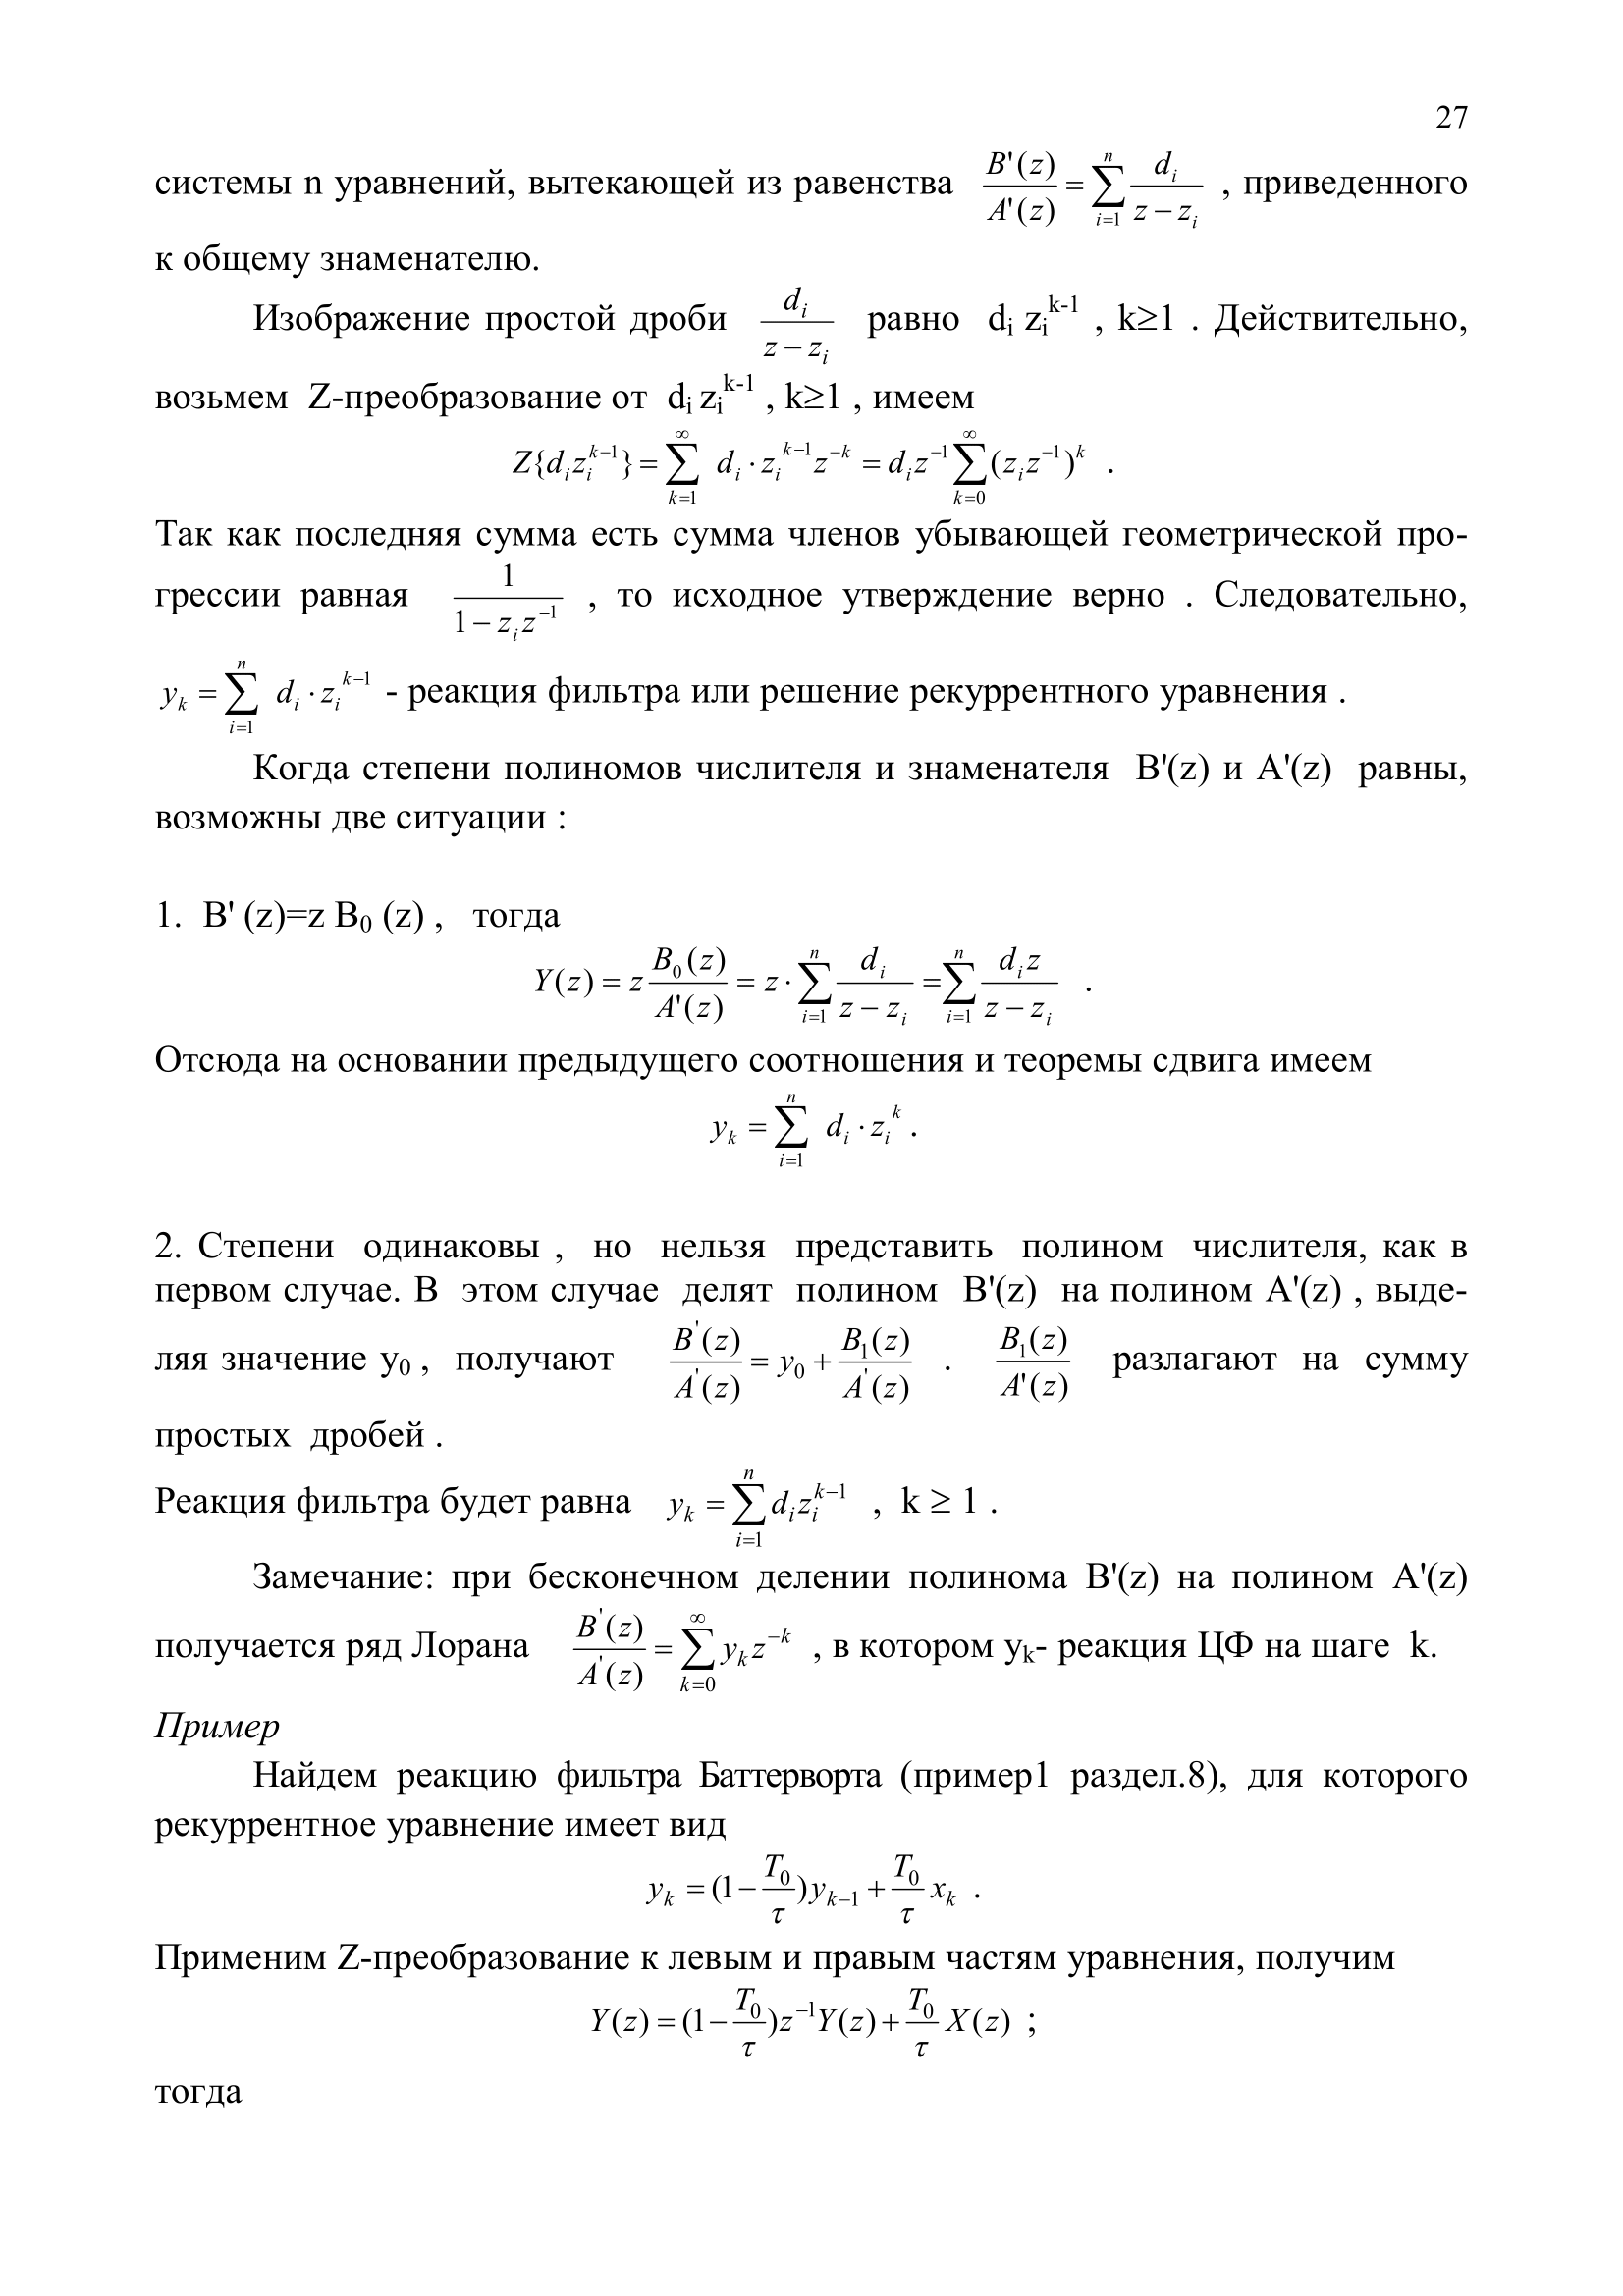 27
системы n уравнений, вытекающей из равенства $\frac{B'(z)}{A'(z)}=\sum_{i=1}^{n}\frac{d_i}{z-z_i}$ , приведенного
к общему знаменателю.
Изображение простой дроби $\frac{d_i}{z-z_i}$ равно $d_i z_i^{k-1}$ , k≥1 . Действительно,
возьмем Z-преобразование от $d_i z_i^{k-1}$ , k≥1 , имеем
$Z\{d_i z_i^{k-1}\}=\sum_{k=1}^{\infty} d_i \cdot z_i^{k-1} z^{-k} = d_i z^{-1}\sum_{k=0}^{\infty}(z_i z^{-1})^k$ .
Так как последняя сумма есть сумма членов убывающей геометрической про-
грессии равная $\frac{1}{1-z_i z^{-1}}$ , то исходное утверждение верно . Следовательно,
$y_k = \sum_{i=1}^{n} d_i \cdot z_i^{k-1}$ - реакция фильтра или решение рекуррентного уравнения .
Когда степени полиномов числителя и знаменателя B'(z) и A'(z) равны,
возможны две ситуации :
1. B' (z)=z B₀ (z) , тогда
$Y(z) = z\frac{B_0(z)}{A'(z)} = z \cdot \sum_{i=1}^{n}\frac{d_i}{z-z_i} = \sum_{i=1}^{n}\frac{d_i z}{z-z_i}$ .
Отсюда на основании предыдущего соотношения и теоремы сдвига имеем
$y_k = \sum_{i=1}^{n} d_i \cdot z_i^{k}$ .
2. Степени одинаковы , но нельзя представить полином числителя, как в
первом случае. В этом случае делят полином B'(z) на полином A'(z) , выде-
ляя значение y₀ , получают $\frac{B'(z)}{A'(z)} = y_0 + \frac{B_1(z)}{A'(z)}$ . $\frac{B_1(z)}{A'(z)}$ разлагают на сумму
простых дробей .
Реакция фильтра будет равна $y_k = \sum_{i=1}^{n} d_i z_i^{k-1}$ , k ≥ 1 .
Замечание: при бесконечном делении полинома B'(z) на полином A'(z)
получается ряд Лорана $\frac{B'(z)}{A'(z)} = \sum_{k=0}^{\infty} y_k z^{-k}$ , в котором $y_k$- реакция ЦФ на шаге k.
Пример
Найдем реакцию фильтра Баттерворта (пример1 раздел.8), для которого
рекуррентное уравнение имеет вид
$y_k = (1-\frac{T_0}{\tau})y_{k-1}+\frac{T_0}{\tau}x_k$ .
Применим Z-преобразование к левым и правым частям уравнения, получим
$Y(z) = (1-\frac{T_0}{\tau})z^{-1}Y(z)+\frac{T_0}{\tau}X(z)$ ;
тогда